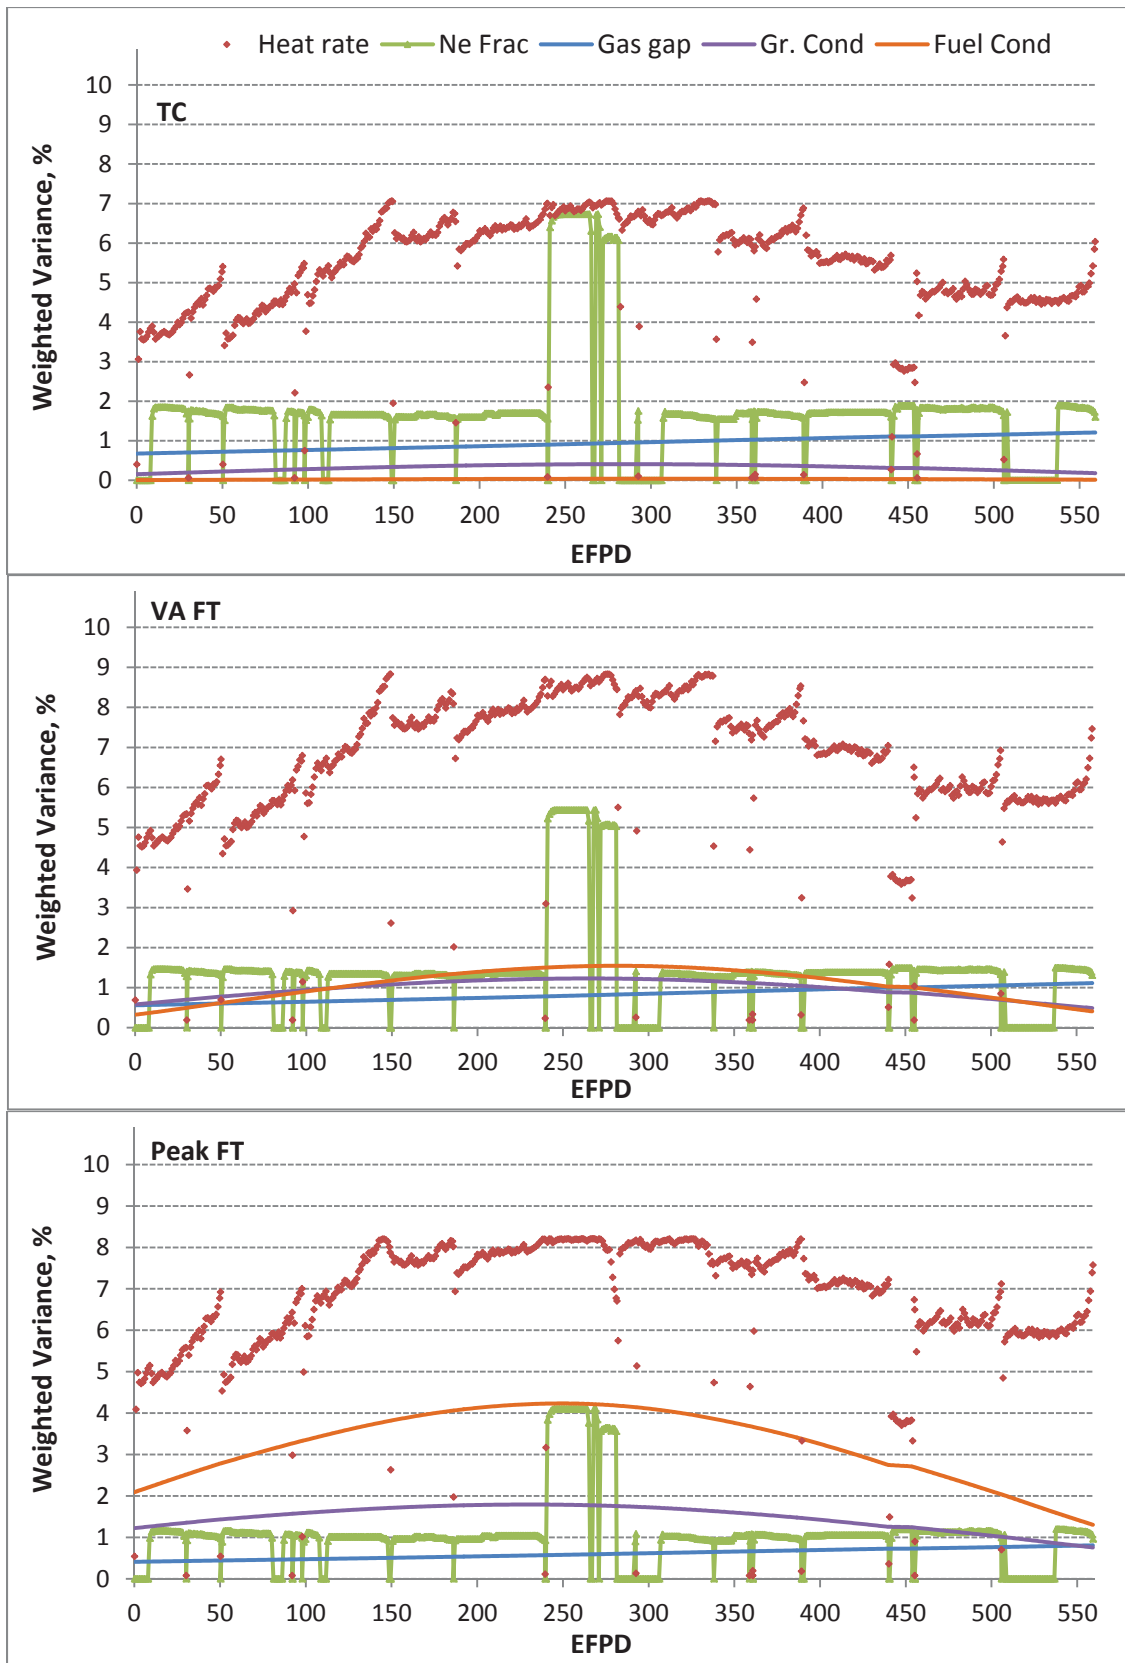 Heat rate Ne Frac Gas gap Gr. Cond Fuel Cond
TC
Weighted Variance, %
10
9
8
7
6
5
4
3
2
1
0
0 50 100 150 200 250 300 350 400 450 500 550
EFPD
VA FT
Weighted Variance, %
10
9
8
7
6
5
4
3
2
1
0
0 50 100 150 200 250 300 350 400 450 500 550
EFPD
Peak FT
Weighted Variance, %
10
9
8
7
6
5
4
3
2
1
0
0 50 100 150 200 250 300 350 400 450 500 550
EFPD